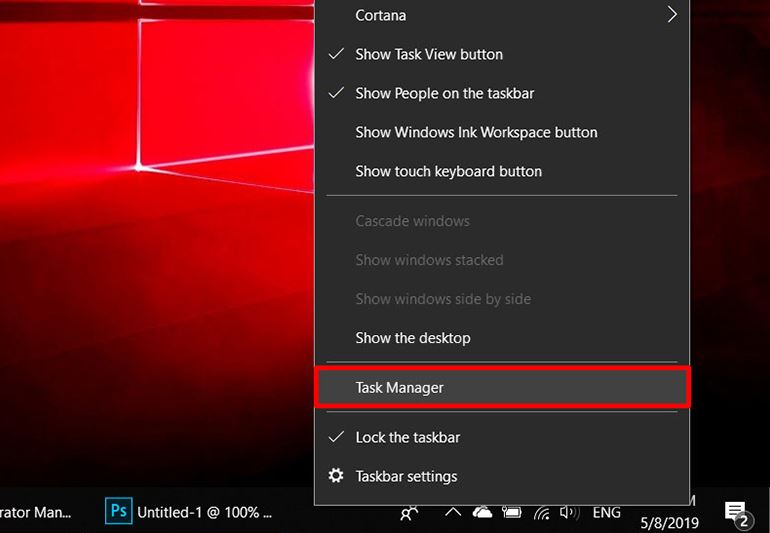 Cortana
Show Task View button
Show People on the taskbar
Show Windows Ink Workspace button
Show touch keyboard button
Cascade windows
Show windows stacked
Show windows side by side
Show the desktop
Task Manager
Lock the taskbar
Taskbar settings
rator Man... Ps Untitled-1 @ 100% ... ENG M
5/8/2019 2